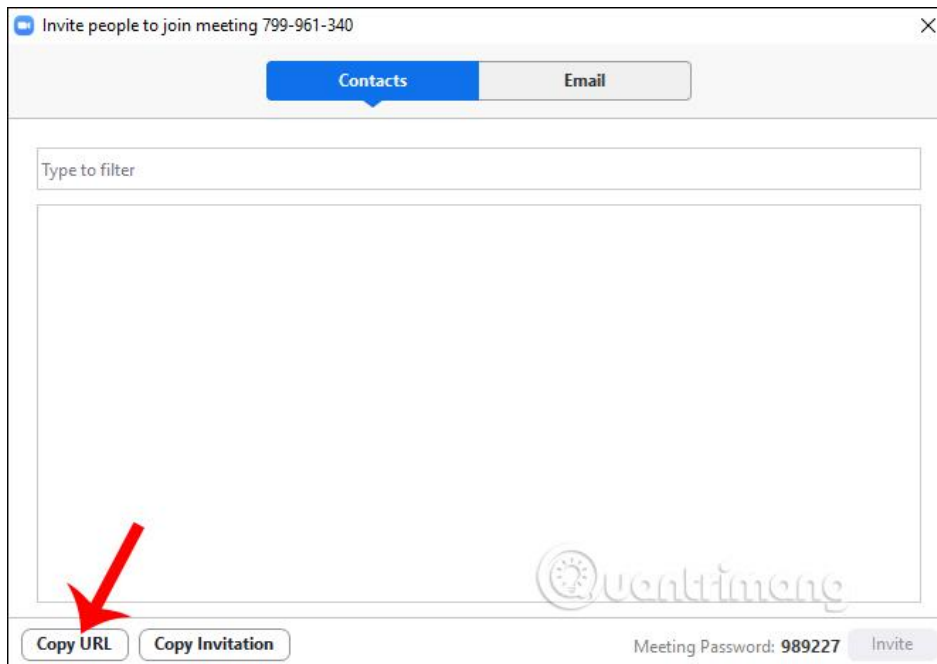 Invite people to join meeting 799-961-340
Contacts Email
Type to filter
Quantrimang
Copy URL Copy Invitation Meeting Password: 989227 Invite